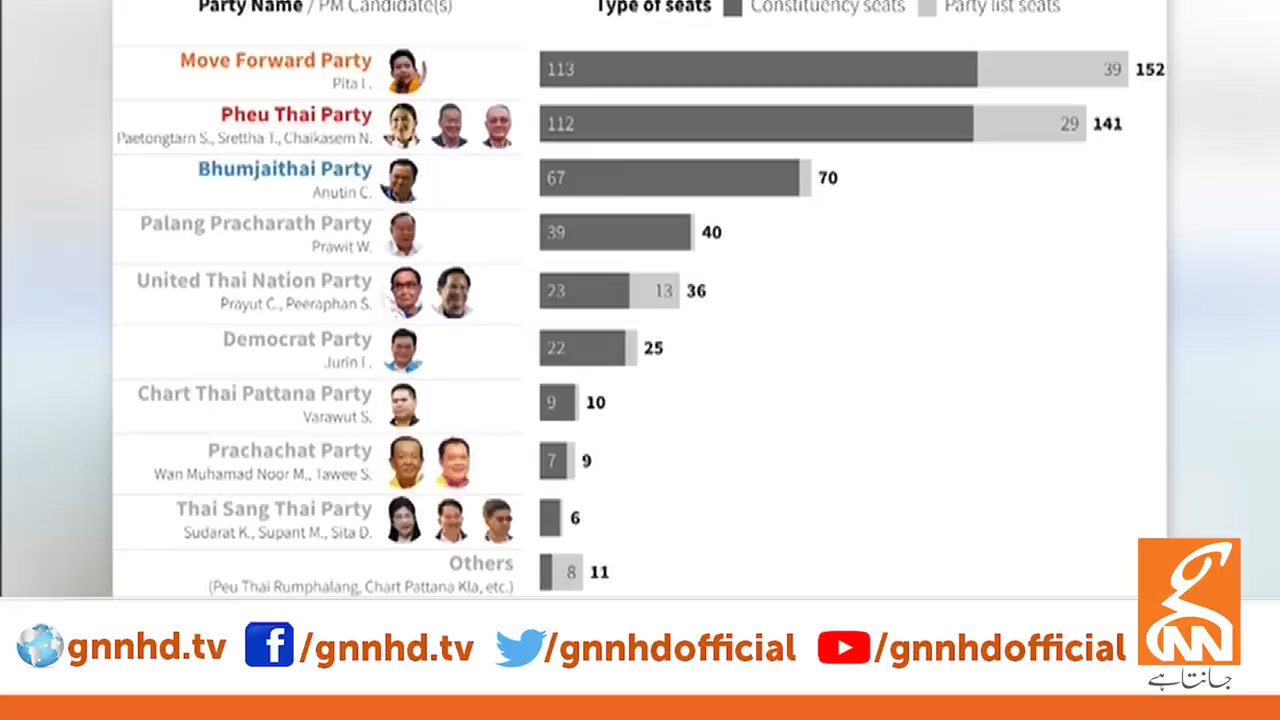 Party Name / PM Candidate(s)
Type of seats Constituency seats Party list seats
Move Forward Party
Pita L.
113 39 152
Pheu Thai Party
Paetongtarn S., Srettha T., Chaikasem N.
112 29 141
Bhumjaithai Party
Anutin C.
67 70
Palang Pracharath Party
Prawit W.
39 40
United Thai Nation Party
Prayut C., Peeraphan S.
23 13 36
Democrat Party
Jurin L.
22 25
Chart Thai Pattana Party
Varawut S.
9 10
Prachachat Party
Wan Muhamad Noor M., Tawee S.
7 9
Thai Sang Thai Party
Sudarat K., Supant M., Sita D.
6
Others
(Peu Thai Rumphalang, Chart Pattana Kla, etc.)
8 11
gnnhd.tv /gnnhd.tv /gnnhdofficial /gnnhdofficial
GNN
جانتا ہے